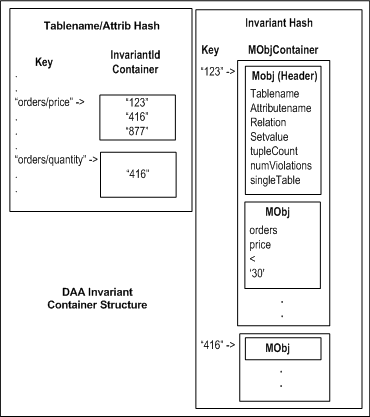 Tablename/Attrib Hash
Key
InvariantId
Container
.
.
"orders/price" ->
"123"
.
"416"
.
"877"
.
"orders/quantity" ->
.
"416"
.
.
DAA Invariant
Container Structure
Invariant Hash
Key
MObjContainer
"123" ->
Mobj (Header)
Tablename
Attributename
Relation
Setvalue
tupleCount
numViolations
singleTable
MObj
orders
price
<
'30'
.
.
"416" ->
MObj
.
.